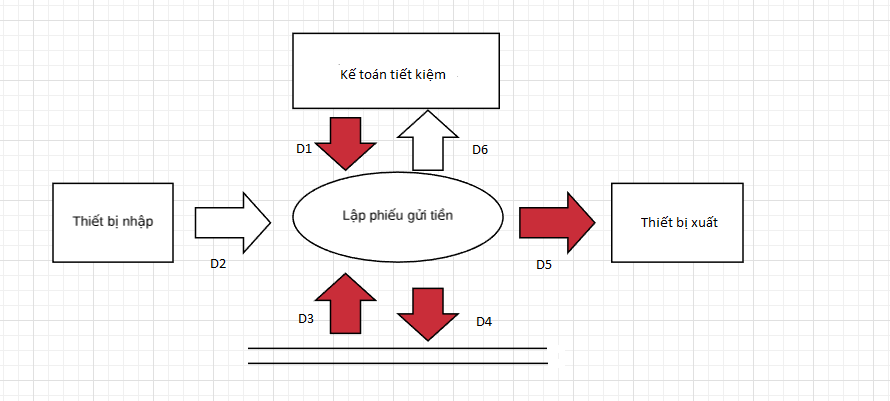 Kế toán tiết kiệm
D1
D6
Thiết bị nhập
Lập phiếu gửi tiền
Thiết bị xuất
D2
D5
D3
D4